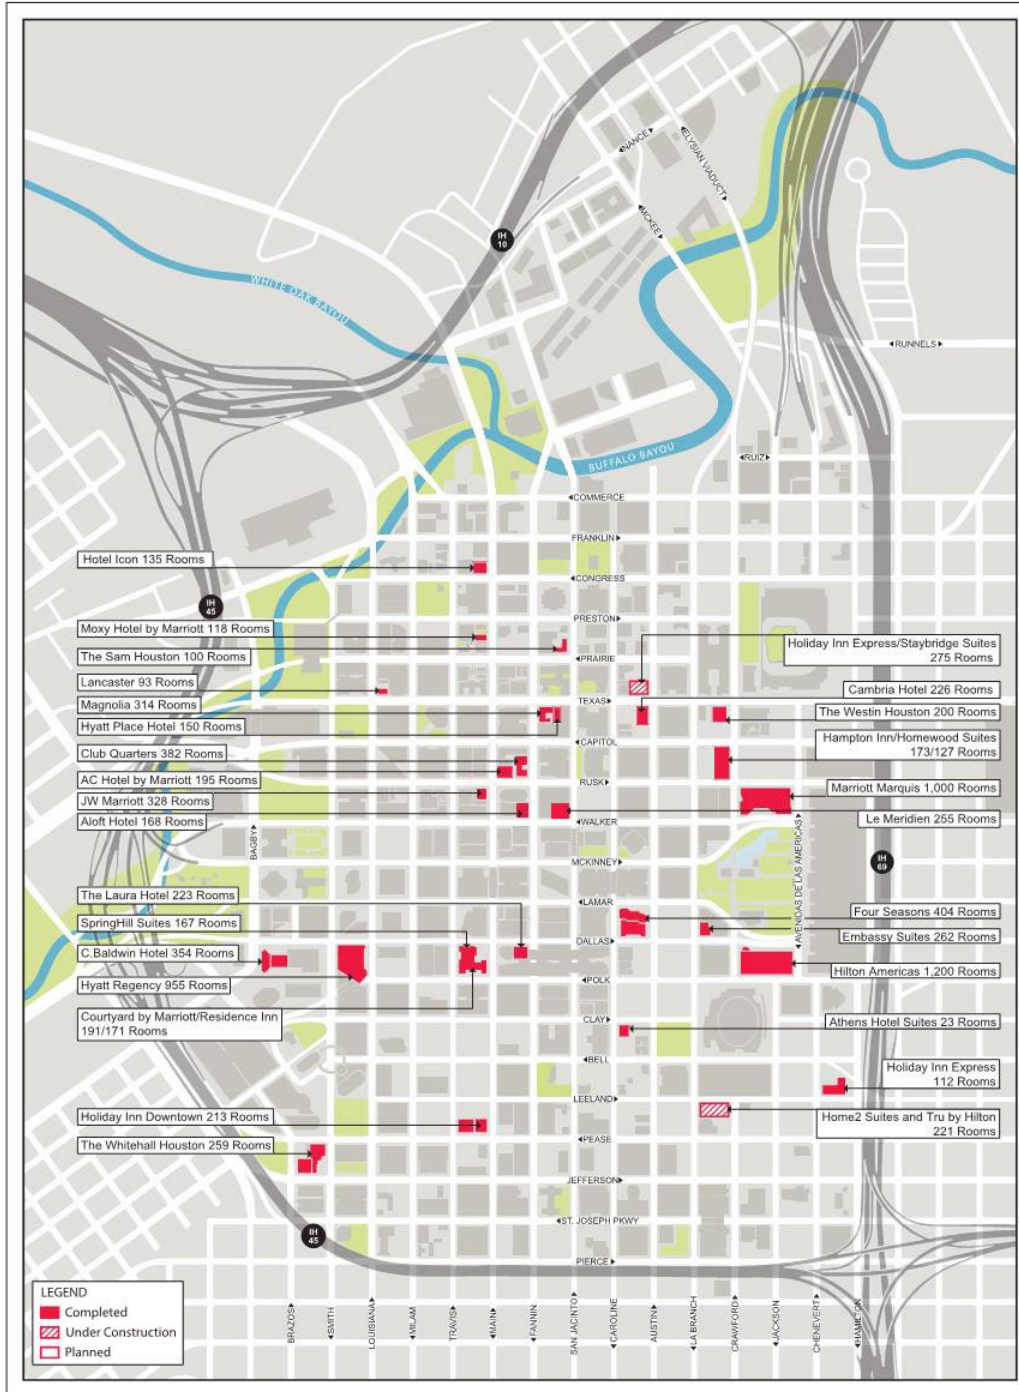 NANCE
ELYSIAN VIADUCT
MCKEE
IH
10
WHITE OAK BAYOU
RUNNELS
BUFFALO BAYOU
RUIZ
COMMERCE
FRANKLIN
Hotel Icon 135 Rooms
CONGRESS
IH
45
PRESTON
Moxy Hotel by Marriott 118 Rooms
The Sam Houston 100 Rooms
PRAIRIE
Holiday Inn Express/Staybridge Suites
275 Rooms
Lancaster 93 Rooms
Cambria Hotel 226 Rooms
Magnolia 314 Rooms
TEXAS
The Westin Houston 200 Rooms
Hyatt Place Hotel 150 Rooms
CAPITOL
Hampton Inn/Homewood Suites
173/127 Rooms
Club Quarters 382 Rooms
AC Hotel by Marriott 195 Rooms
RUSK
Marriott Marquis 1,000 Rooms
JW Marriott 328 Rooms
Aloft Hotel 168 Rooms
WALKER
Le Meridien 255 Rooms
BAGBY
MCKINNEY
AVENIDAS DE LAS AMERICAS
IH
69
The Laura Hotel 223 Rooms
LAMAR
Four Seasons 404 Rooms
SpringHill Suites 167 Rooms
Embassy Suites 262 Rooms
DALLAS
C.Baldwin Hotel 354 Rooms
Hilton Americas 1,200 Rooms
Hyatt Regency 955 Rooms
POLK
Courtyard by Marriott/Residence Inn
191/171 Rooms
CLAY
Athens Hotel Suites 23 Rooms
BELL
Holiday Inn Express
112 Rooms
LEELAND
Holiday Inn Downtown 213 Rooms
Home2 Suites and Tru by Hilton
221 Rooms
PEASE
The Whitehall Houston 259 Rooms
JEFFERSON
ST. JOSEPH PKWY
IH
45
PIERCE
LEGEND
Completed
Under Construction
Planned
BRAZOS
SMITH
LOUISIANA
MILAM
TRAVIS
MAIN
FANNIN
SAN JACINTO
CAROLINE
AUSTIN
LA BRANCH
CRAWFORD
JACKSON
CHENEVERT
HAMILTON